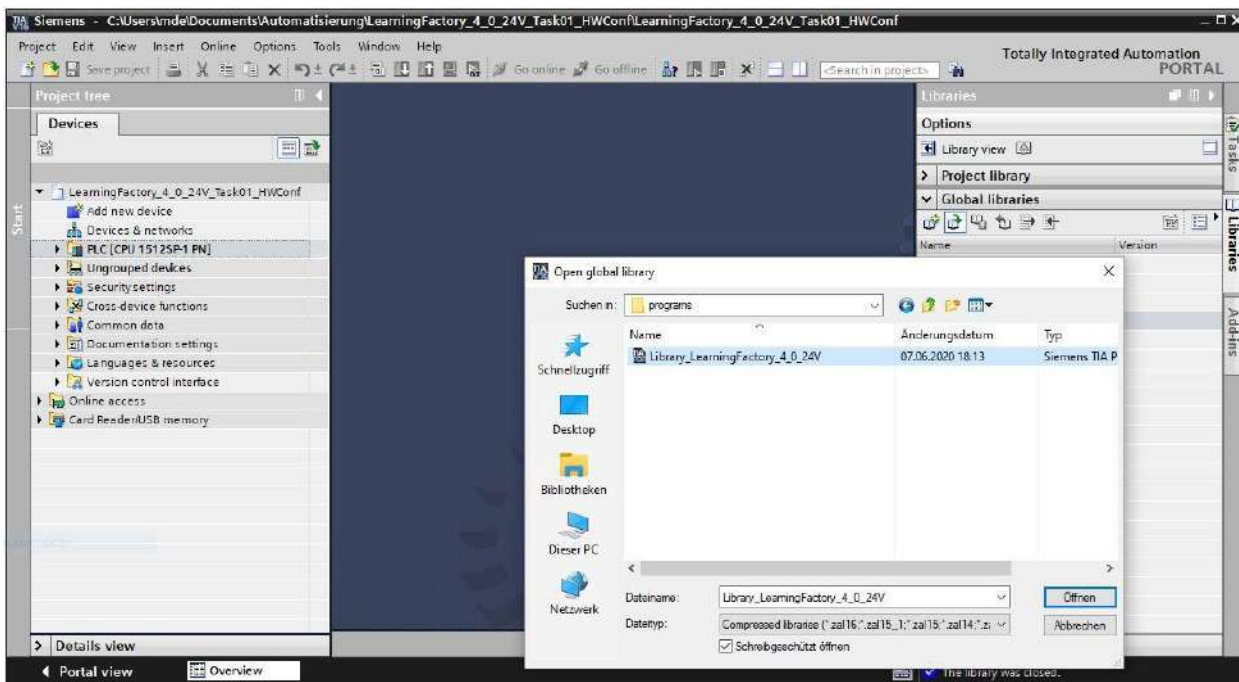 Siemens - C:\Users\mde\Documents\Automatisierung\LearningFactory_4_0_24V_Task01_HWConf\LearningFactory_4_0_24V_Task01_HWConf
Project Edit View Insert Online Options Tools Window Help
Totally Integrated Automation
PORTAL
Save project
Go online
Go offline
<Search in project>
Project tree
Devices
Start
LearningFactory_4_0_24V_Task01_HWConf
Add new device
Devices & networks
PLC [CPU 1512SP-1 PN]
Ungrouped devices
Security settings
Cross-device functions
Common data
Documentation settings
Languages & resources
Version control interface
Online access
Card Reader/USB memory
Details view
Portal view
Overview
Libraries
Options
Library view
Project library
Global libraries
Name Version
Tasks
Libraries
Add-ins
Open global library
Suchen in: programs
Name Änderungsdatum Typ
Library_LearningFactory_4_0_24V 07.06.2020 18:13 Siemens TIA P
Schnellzugriff
Desktop
Bibliotheken
Dieser PC
Netzwerk
Dateiname: Library_LearningFactory_4_0_24V Öffnen
Dateityp: Compressed libraries (*.zal16;*.zal15_1;*.zal15;*.zal14;*.z Abbrechen
Schreibgeschützt öffnen
The library was closed.